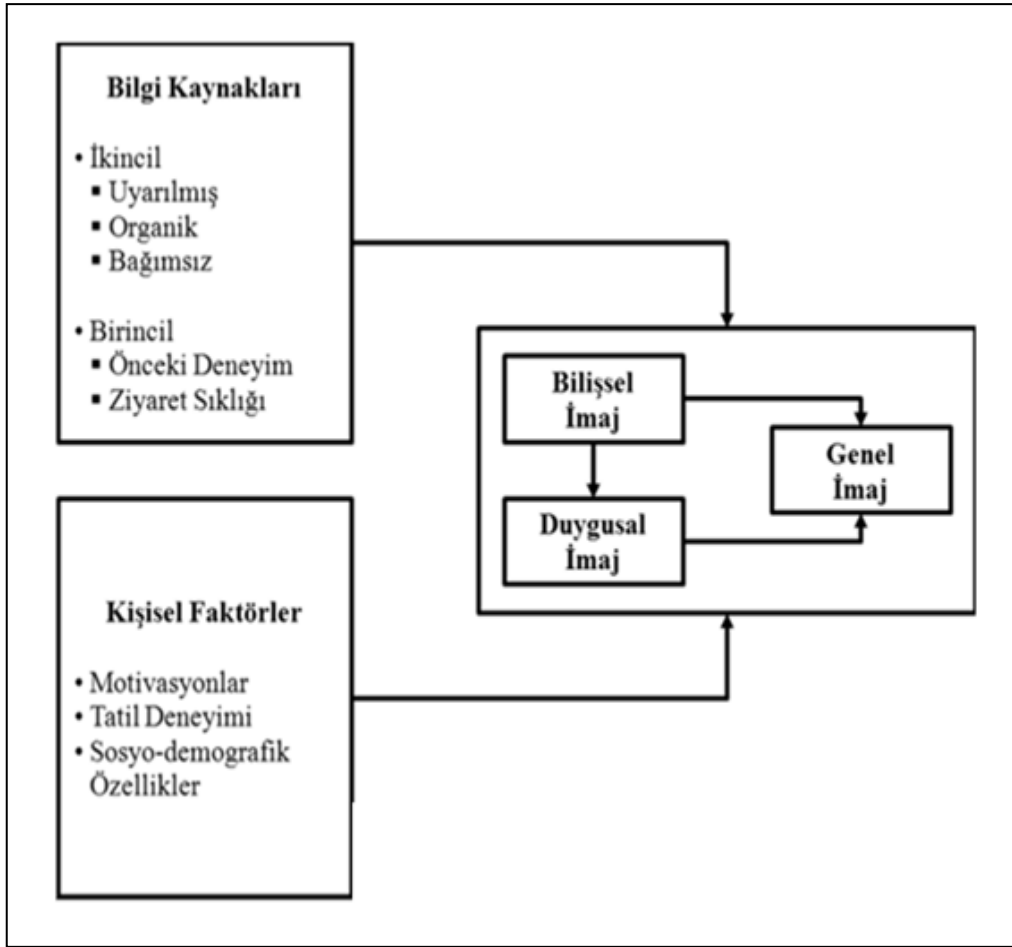 Bilgi Kaynakları
• İkincil
▪ Uyarılmış
▪ Organik
▪ Bağımsız
• Birincil
▪ Önceki Deneyim
▪ Ziyaret Sıklığı
Kişisel Faktörler
• Motivasyonlar
• Tatil Deneyimi
• Sosyo-demografik
Özellikler
Bilişsel
İmaj
Duygusal
İmaj
Genel
İmaj